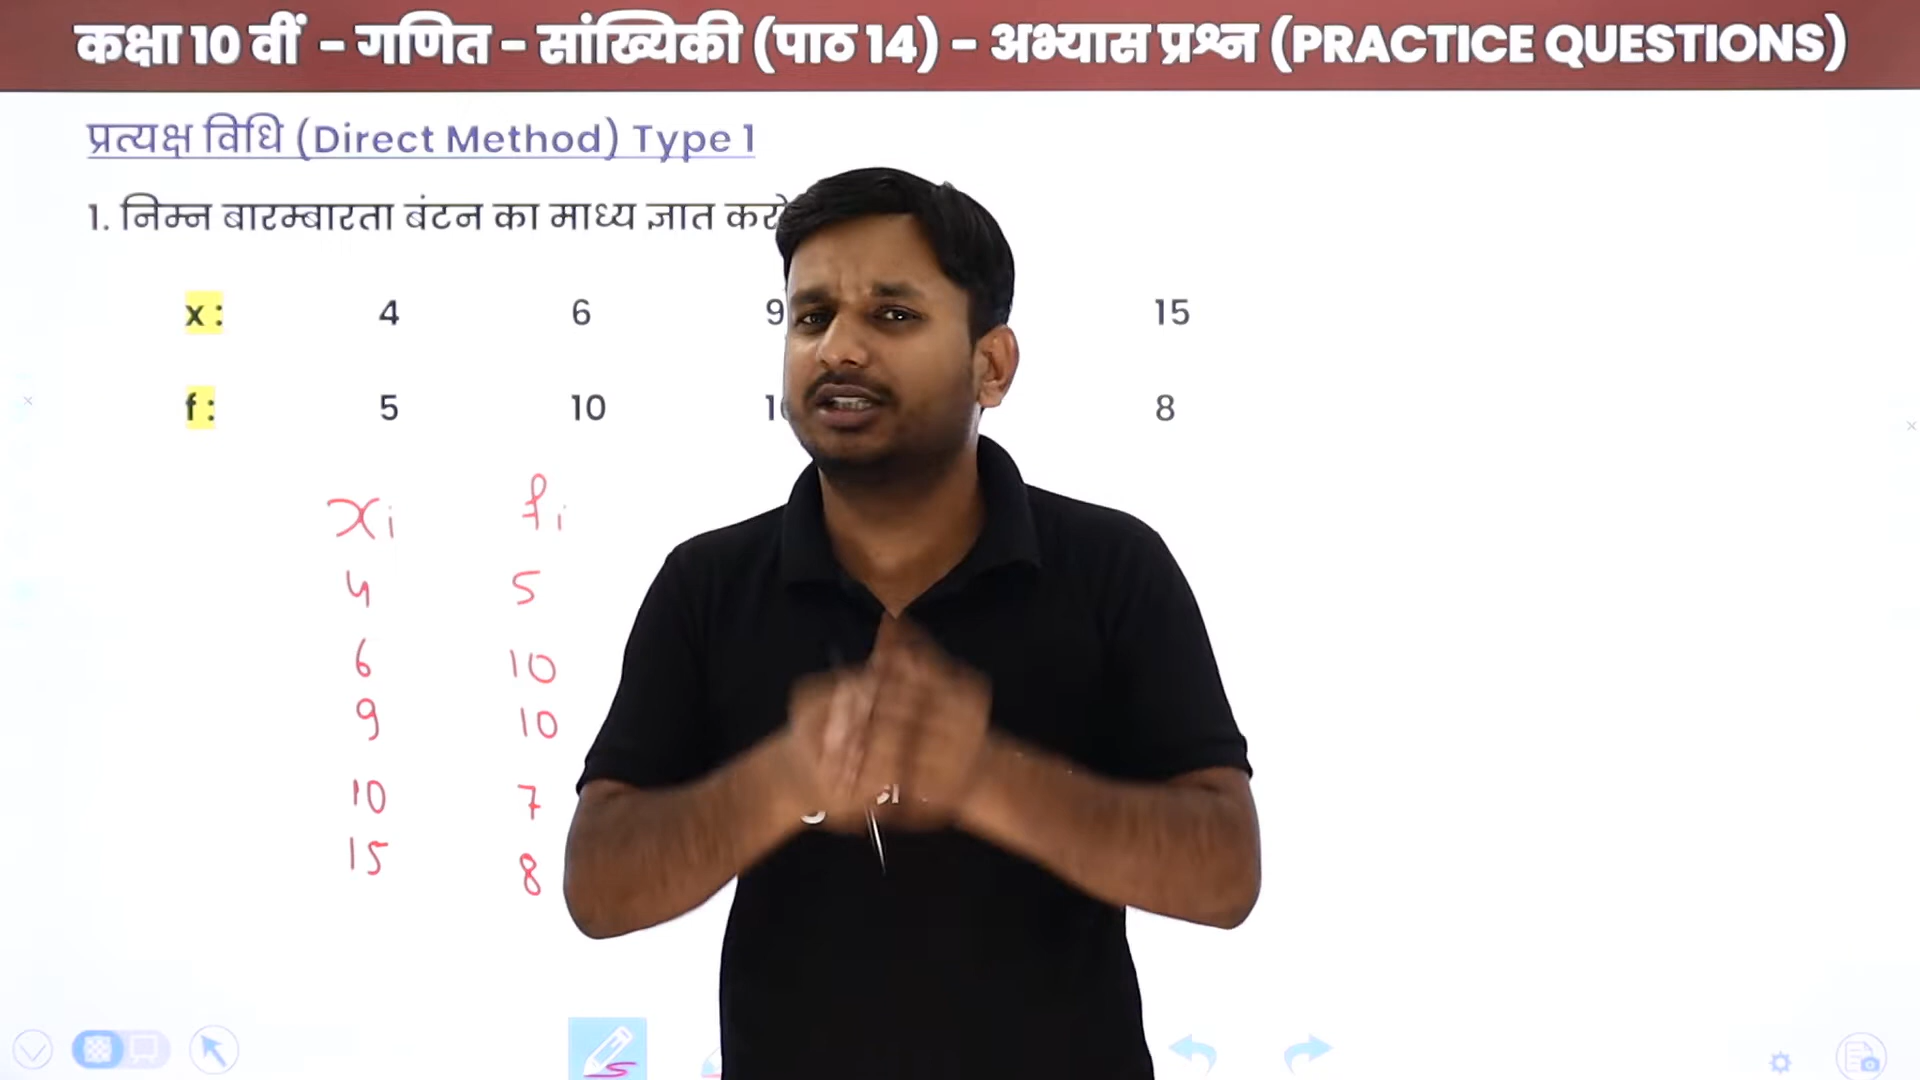 कक्षा 10 वीं - गणित - सांख्यिकी (पाठ 14) - अभ्यास प्रश्न (PRACTICE QUESTIONS)
प्रत्यक्ष विधि (Direct Method) Type 1
1. निम्न बारम्बारता बंटन का माध्य ज्ञात करो
x : 4 6 9 15
f : 5 10 8
xi fi
4 5
6 10
9 10
10 7
15 8